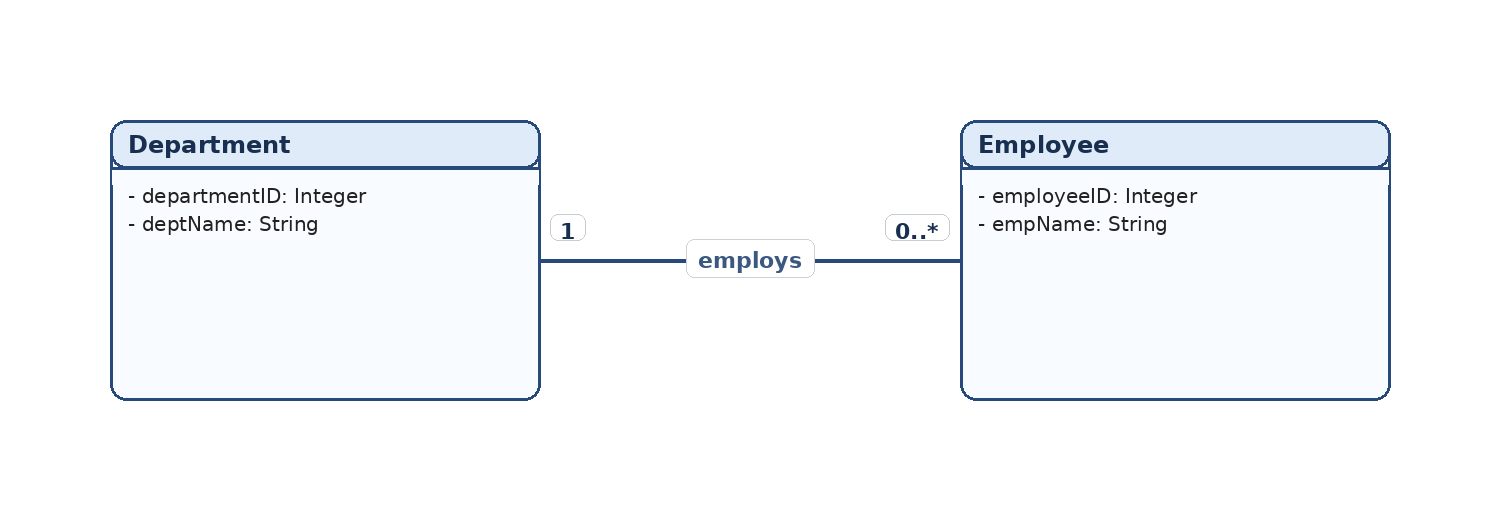 Department
- departmentID: Integer
- deptName: String
1
employs
0..*
Employee
- employeeID: Integer
- empName: String